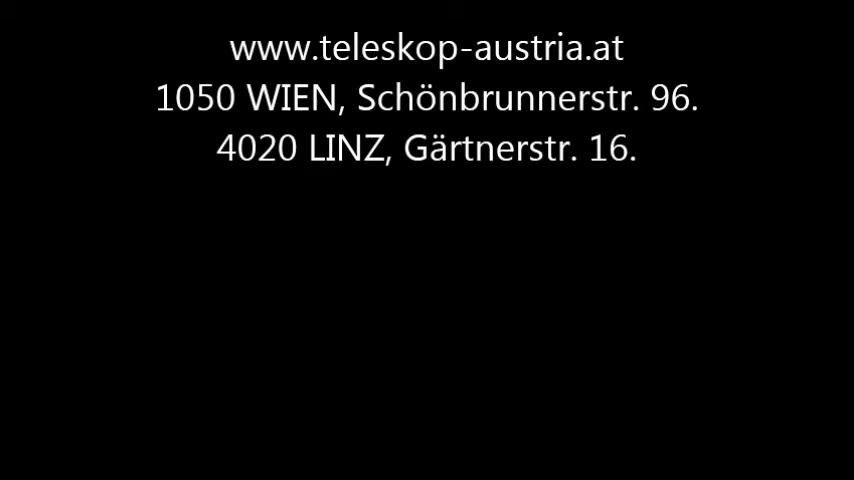 www.teleskop-austria.at
1050 WIEN, Schönbrunnerstr. 96.
4020 LINZ, Gärtnerstr. 16.